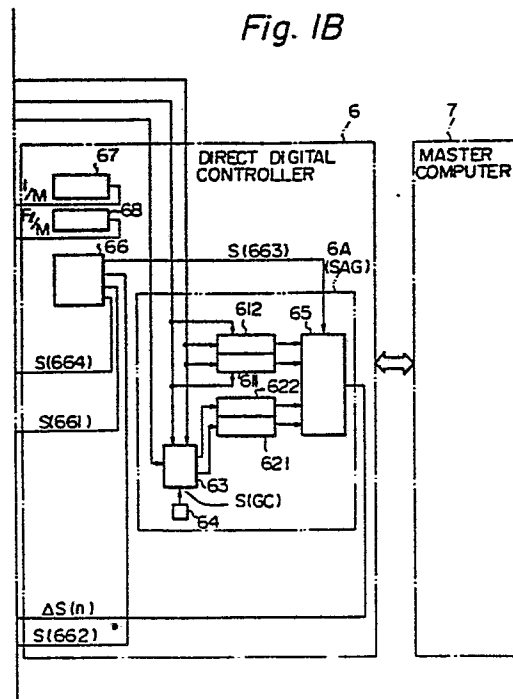 Fig. 1B
6
7
DIRECT DIGITAL
CONTROLLER
MASTER
COMPUTER
67
68
66
S(663)
6A
(SAG)
612
65
611
622
S(664)
S(661)
621
63
S(GC)
64
ΔS(n)
S(662)